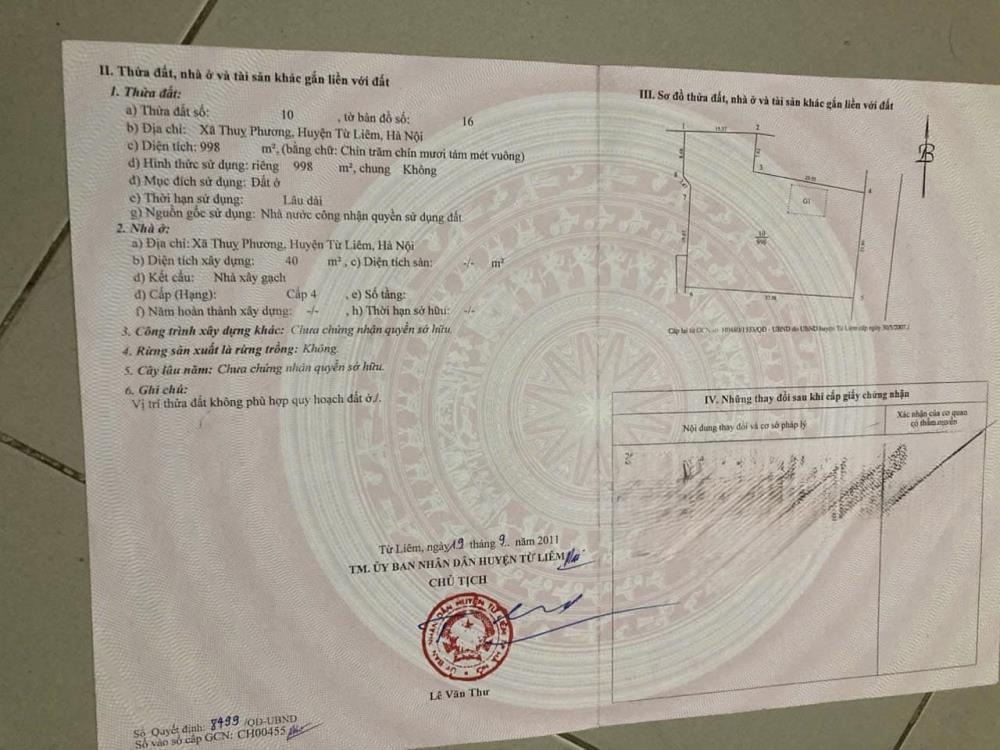 II. Thửa đất, nhà ở và tài sản khác gắn liền với đất
1. Thửa đất:
a) Thửa đất số: 10 , tờ bản đồ số: 16
b) Địa chỉ: Xã Thuỵ Phương, Huyện Từ Liêm, Hà Nội
c) Diện tích: 998 m², (bằng chữ: Chín trăm chín mươi tám mét vuông)
d) Hình thức sử dụng: riêng 998 m², chung Không
đ) Mục đích sử dụng: Đất ở
e) Thời hạn sử dụng: Lâu dài
g) Nguồn gốc sử dụng: Nhà nước công nhận quyền sử dụng đất
2. Nhà ở:
a) Địa chỉ: Xã Thuỵ Phương, Huyện Từ Liêm, Hà Nội
b) Diện tích xây dựng: 40 m² , c) Diện tích sàn: -/- m²
d) Kết cấu: Nhà xây gạch
đ) Cấp (Hạng): Cấp 4 , e) Số tầng:
f) Năm hoàn thành xây dựng: -/- , h) Thời hạn sở hữu: -/-
3. Công trình xây dựng khác: Chưa chứng nhận quyền sở hữu.
4. Rừng sản xuất là rừng trồng: Không.
5. Cây lâu năm: Chưa chứng nhận quyền sở hữu.
6. Ghi chú:
Vị trí thửa đất không phù hợp quy hoạch đất ở./.
Từ Liêm, ngày 19 tháng 9 năm 2011
TM. ỦY BAN NHÂN DÂN HUYỆN TỪ LIÊM
CHỦ TỊCH
Lê Văn Thư
Số Quyết định: 8499 /QĐ-UBND
Số vào sổ cấp GCN: CH00455
III. Sơ đồ thửa đất, nhà ở và tài sản khác gắn liền với đất
B
1
2
3
4
5
6
7
G1
10
998
IV. Những thay đổi sau khi cấp giấy chứng nhận
Nội dung thay đổi và cơ sở pháp lý
Xác nhận của cơ quan
có thẩm quyền